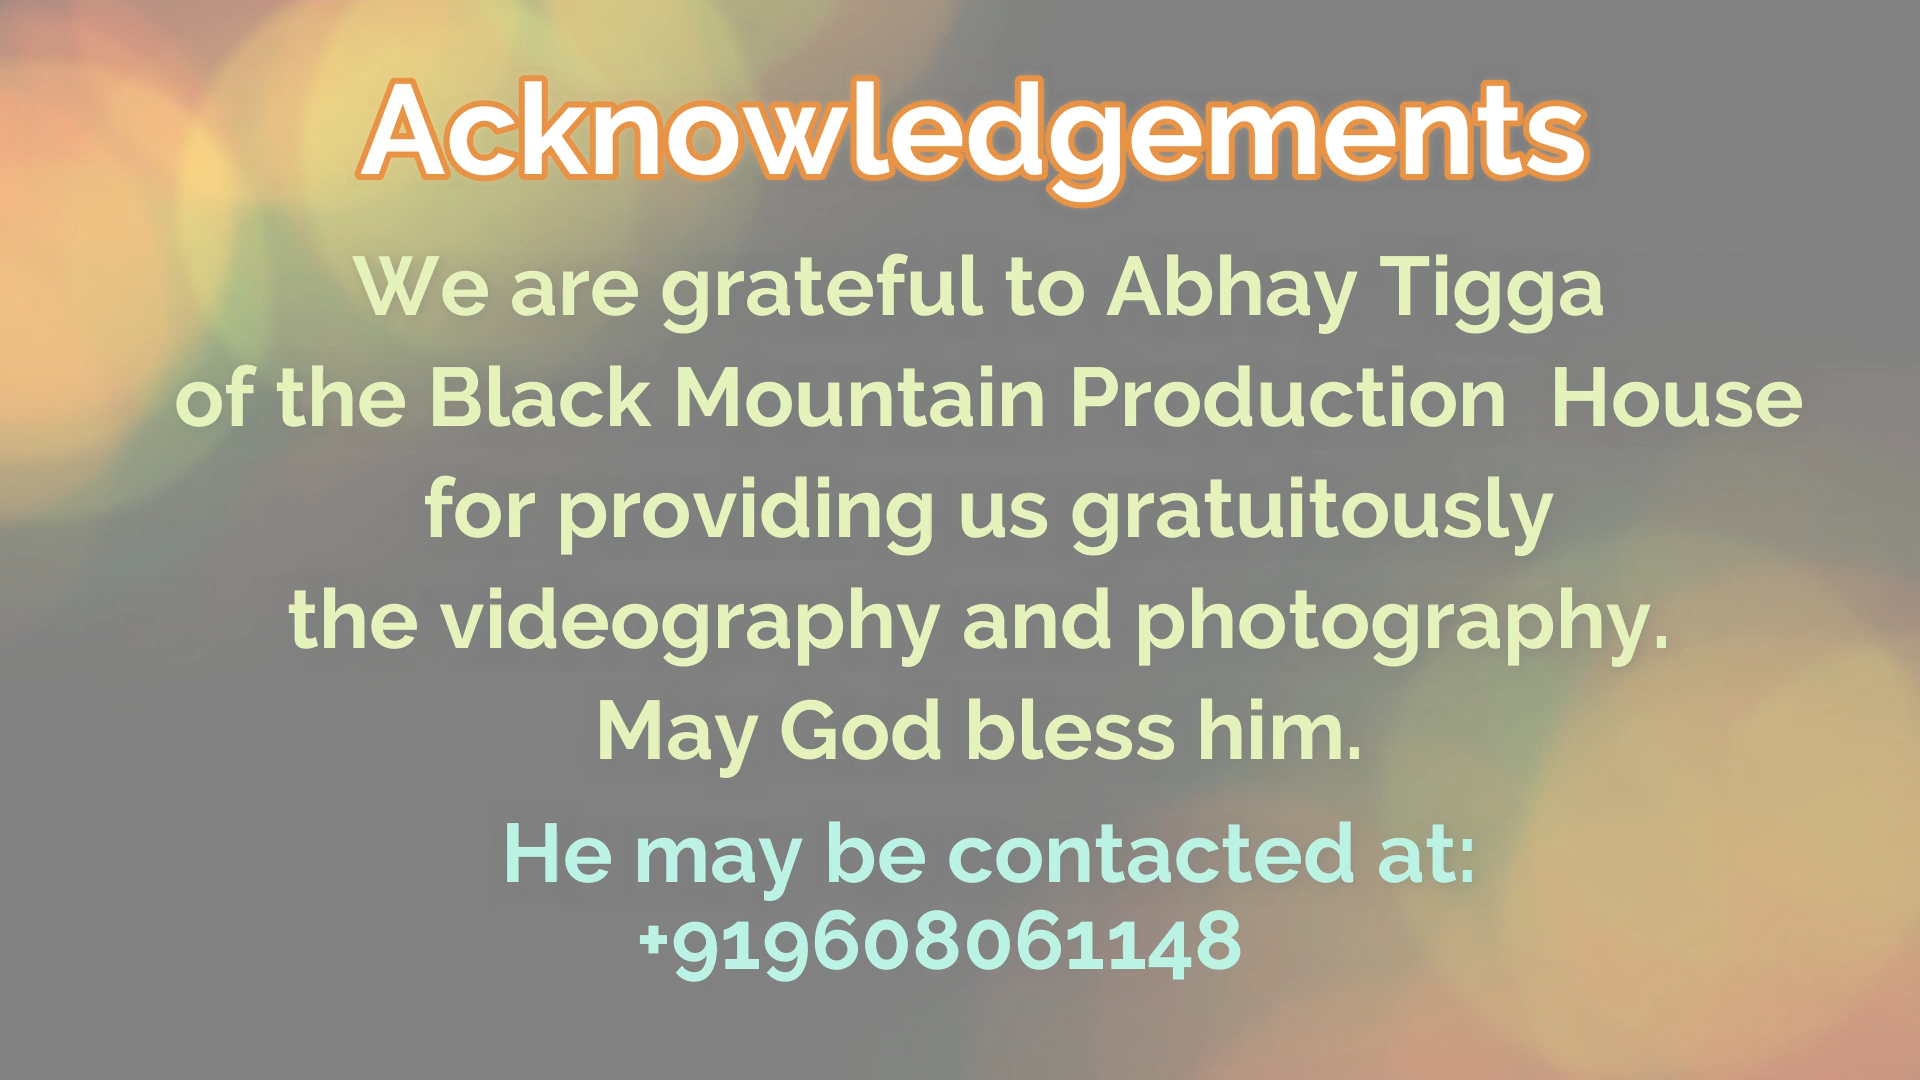 Acknowledgements
We are grateful to Abhay Tigga
of the Black Mountain Production  House
for providing us gratuitously
the videography and photography.
May God bless him.
He may be contacted at:
+919608061148